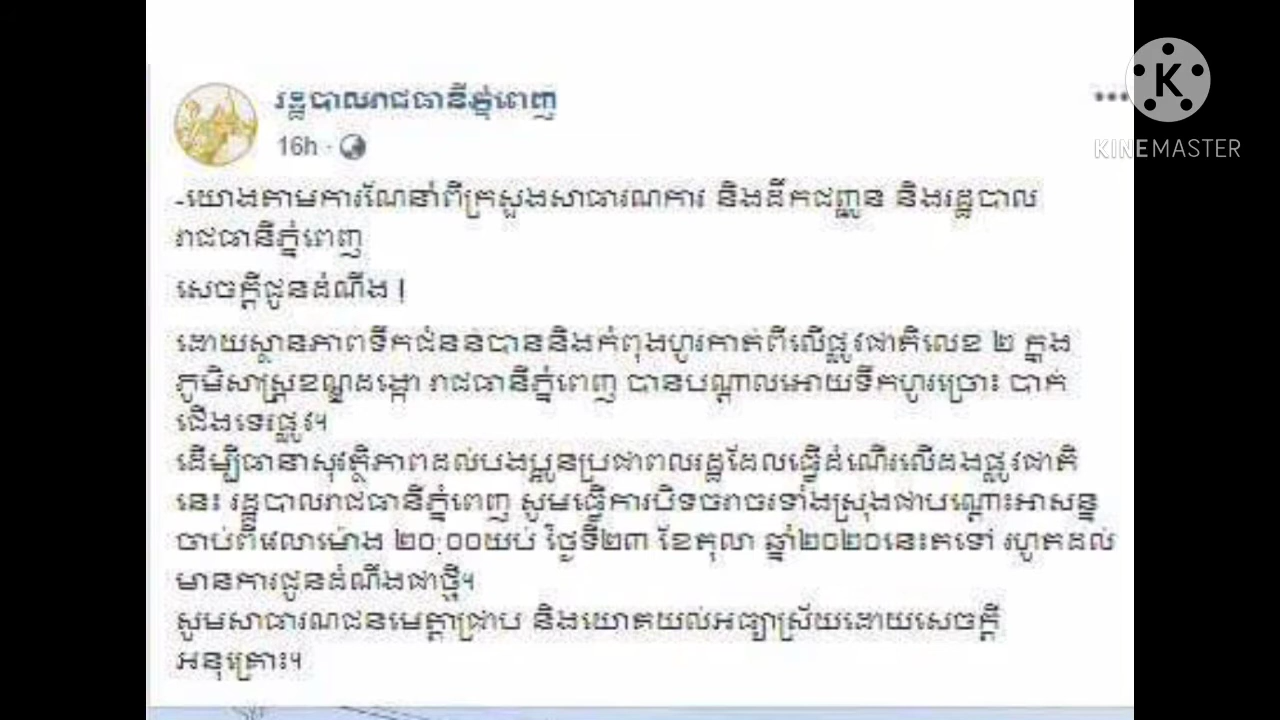 រដ្ឋបាលរាជធានីភ្នំពេញ
16h ·
-យោងតាមការណែនាំពីក្រសួងសាធារណការ និងដឹកជញ្ជូន និងរដ្ឋបាល
រាជធានីភ្នំពេញ
សេចក្តីជូនដំណឹង !
ដោយស្ថានភាពទឹកជំនន់បាននិងកំពុងហូរកាត់ពីលើផ្លូវជាតិលេខ ២ ក្នុង
ភូមិសាស្ត្រខណ្ឌដង្កោ រាជធានីភ្នំពេញ បានបណ្តាលអោយទឹកហូរច្រោះ បាក់
ជើងទេរផ្លូវ។
ដើម្បីធានាសុវត្ថិភាពដល់បងប្អូនប្រជាពលរដ្ឋដែលធ្វើដំណើរលើដងផ្លូវជាតិ
នេះ រដ្ឋបាលរាជធានីភ្នំពេញ សូមធ្វើការបិទចរាចរទាំងស្រុងជាបណ្តោះអាសន្ន
ចាប់ពីវេលាម៉ោង ២០:០០យប់ ថ្ងៃទី២៣ ខែតុលា ឆ្នាំ២០២០នេះតទៅ រហូតដល់
មានការជូនដំណឹងជាថ្មី។
សូមសាធារណជនមេត្តាជ្រាប និងយោគយល់អធ្យាស្រ័យដោយសេចក្តី
អនុគ្រោះ។
K
KINEMASTER